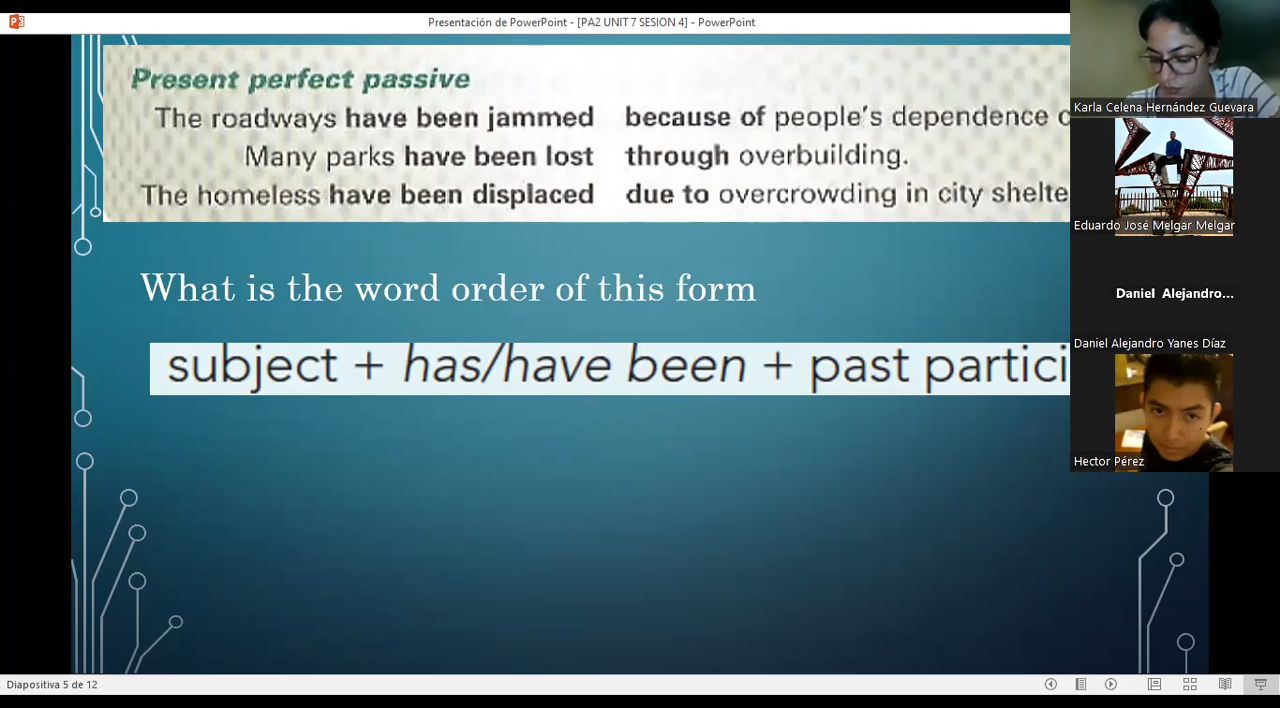 Presentación de PowerPoint - [PA2 UNIT 7 SESION 4] - PowerPoint
Present perfect passive
The roadways have been jammed because of people's dependence
Many parks have been lost through overbuilding.
The homeless have been displaced due to overcrowding in city
What is the word order of this form
subject + has/have been + past
Karla Celena Hernández Guevara
Eduardo José Melgar Melgar
Daniel Alejandro...
Daniel Alejandro Yanes Díaz
Hector Pérez
Diapositiva 5 de 12